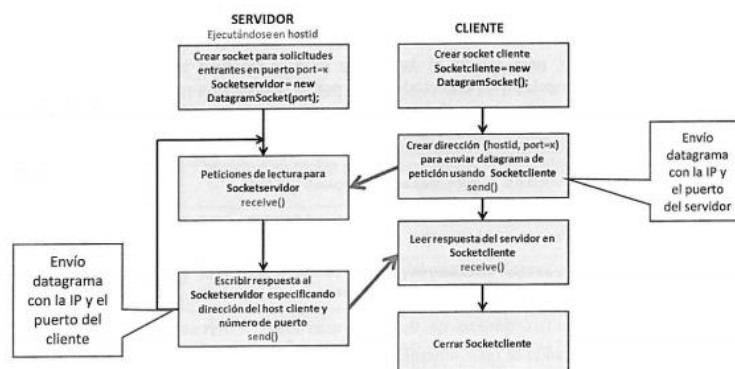 SERVIDOR
Ejecutándose en hostid
Crear socket para solicitudes
entrantes en puerto port=x
Socketservidor = new
DatagramSocket(port);
Peticiones de lectura para
Socketservidor
receive()
Escribir respuesta al
Socketservidor especificando
dirección del host cliente y
número de puerto
send()
Envío
datagrama
con la IP y el
puerto del
cliente
CLIENTE
Crear socket cliente
Socketcliente = new
DatagramSocket();
Crear dirección (hostid, port=x)
para enviar datagrama de
petición usando Socketcliente
send()
Leer respuesta del servidor en
Socketcliente
receive()
Cerrar Socketcliente
Envío
datagrama
con la IP y
el puerto
del servidor